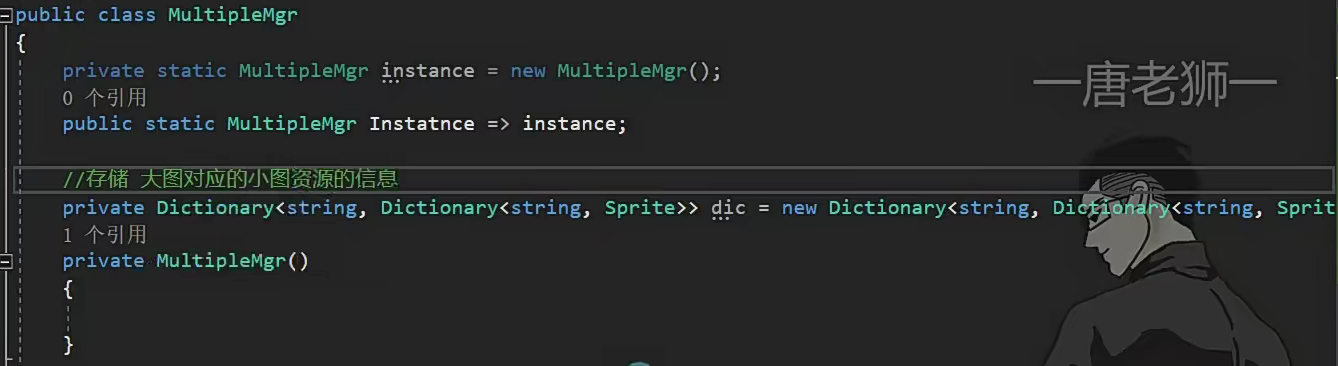 public class MultipleMgr
{
private static MultipleMgr instance = new MultipleMgr();
0 个引用
public static MultipleMgr Instatnce => instance;
//存储 大图对应的小图资源的信息
private Dictionary<string, Dictionary<string, Sprite>> dic = new Dictionary<string, Dictionary<string, Sprit
1 个引用
private MultipleMgr()
{
}
—唐老狮—